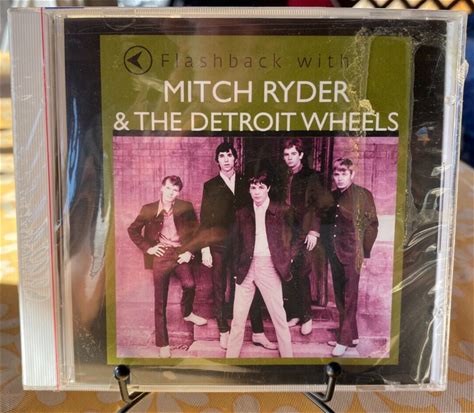 Flashback with
MITCH RYDER
& THE DETROIT WHEELS